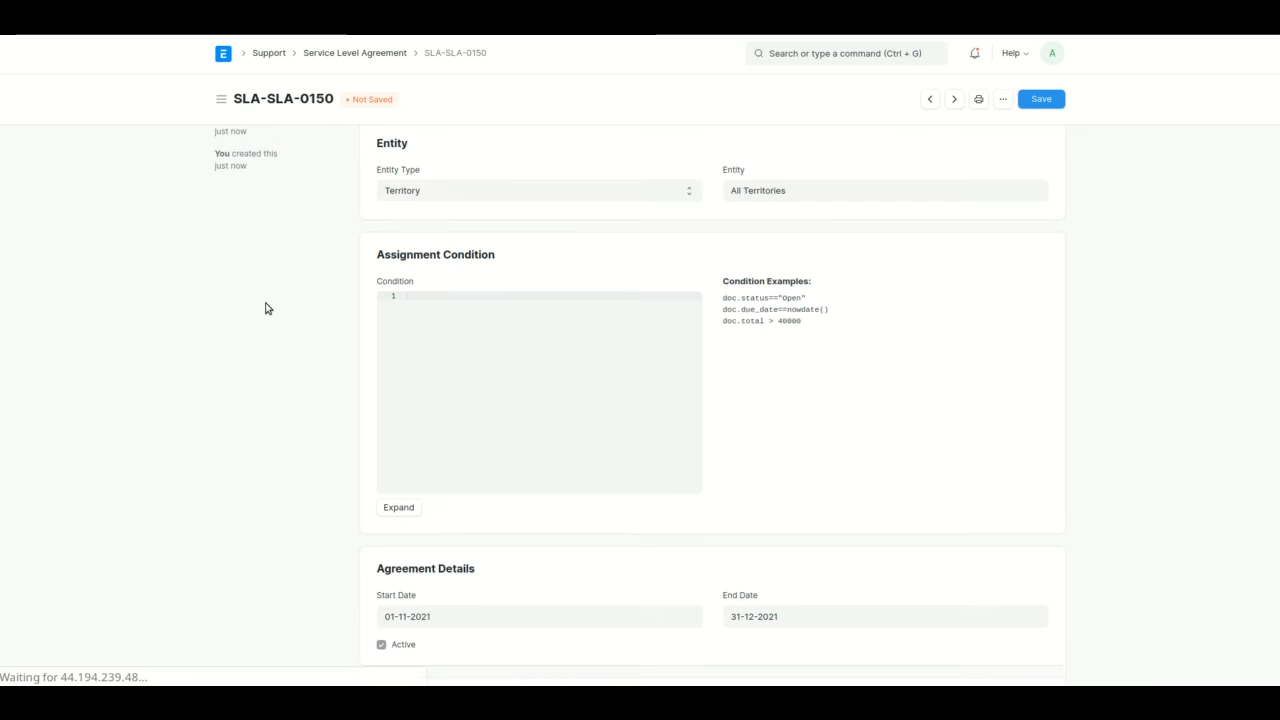 E > Support > Service Level Agreement > SLA-SLA-0150
Search or type a command (Ctrl + G)
Help
A
SLA-SLA-0150
• Not Saved
Save
just now
You created this
just now
Entity
Entity Type
Entity
Territory
All Territories
Assignment Condition
Condition
Condition Examples:
1
doc.status=="Open"
doc.due_date==nowdate()
doc.total > 40000
Expand
Agreement Details
Start Date
End Date
01-11-2021
31-12-2021
Active
Waiting for 44.194.239.48...